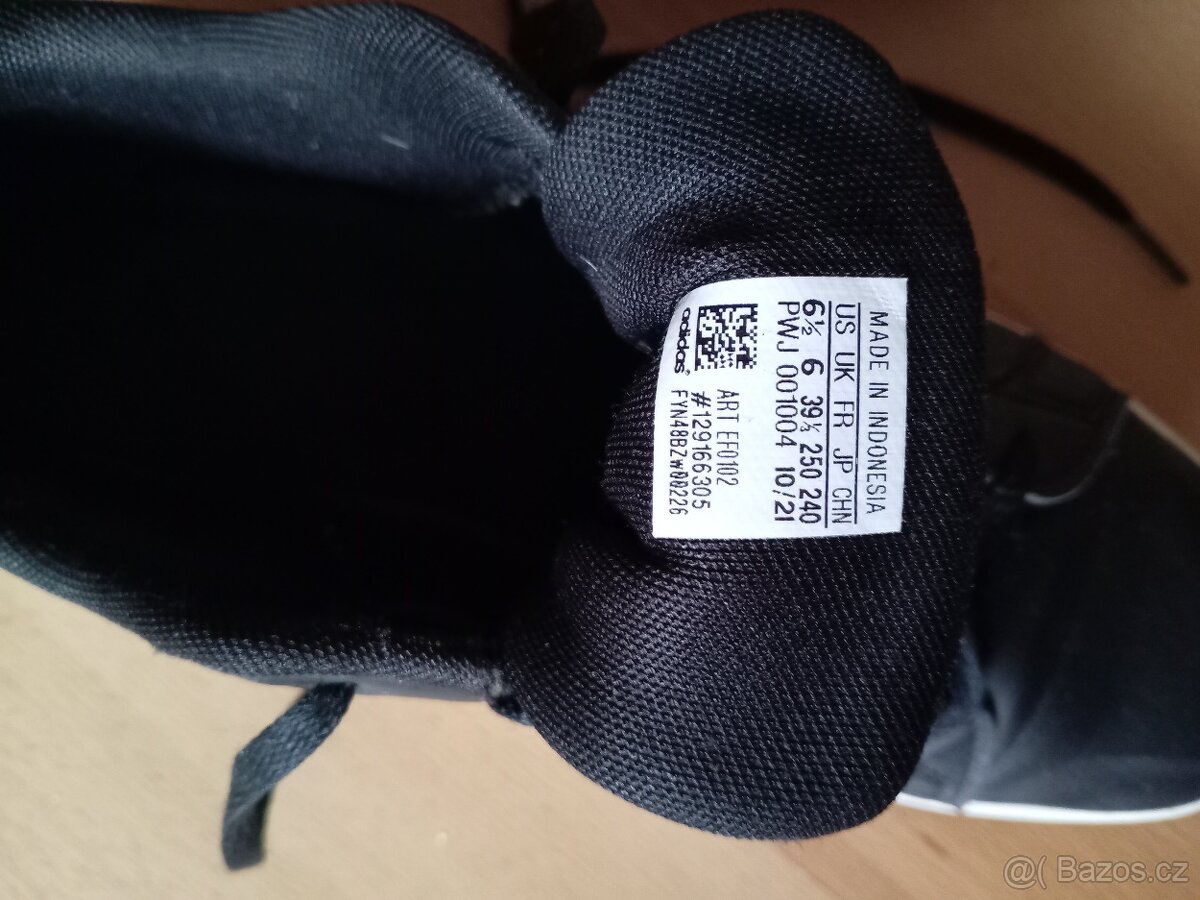 MADE IN INDONESIA
US UK FR JP CHN
6½ 6 39⅓ 250 240
PWJ 001004 10/21
ART EF0102
#129166305
FYN48BZw00226
adidas
@( Bazos.cz